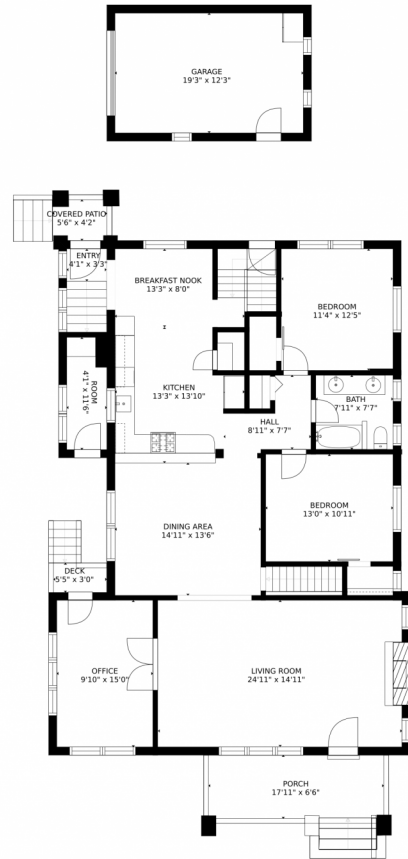 GARAGE
19'3" x 12'3"
COVERED PATIO
5'6" x 4'2"
ENTRY
4'1" x 3'3"
BREAKFAST NOOK
13'3" x 8'0"
BEDROOM
11'4" x 12'5"
ROOM
4'1" x 11'6"
KITCHEN
13'3" x 13'10"
BATH
7'11" x 7'7"
HALL
8'11" x 7'7"
BEDROOM
13'0" x 10'11"
DINING AREA
14'11" x 13'6"
DECK
5'5" x 3'0"
OFFICE
9'10" x 15'0"
LIVING ROOM
24'11" x 14'11"
PORCH
17'11" x 6'6"